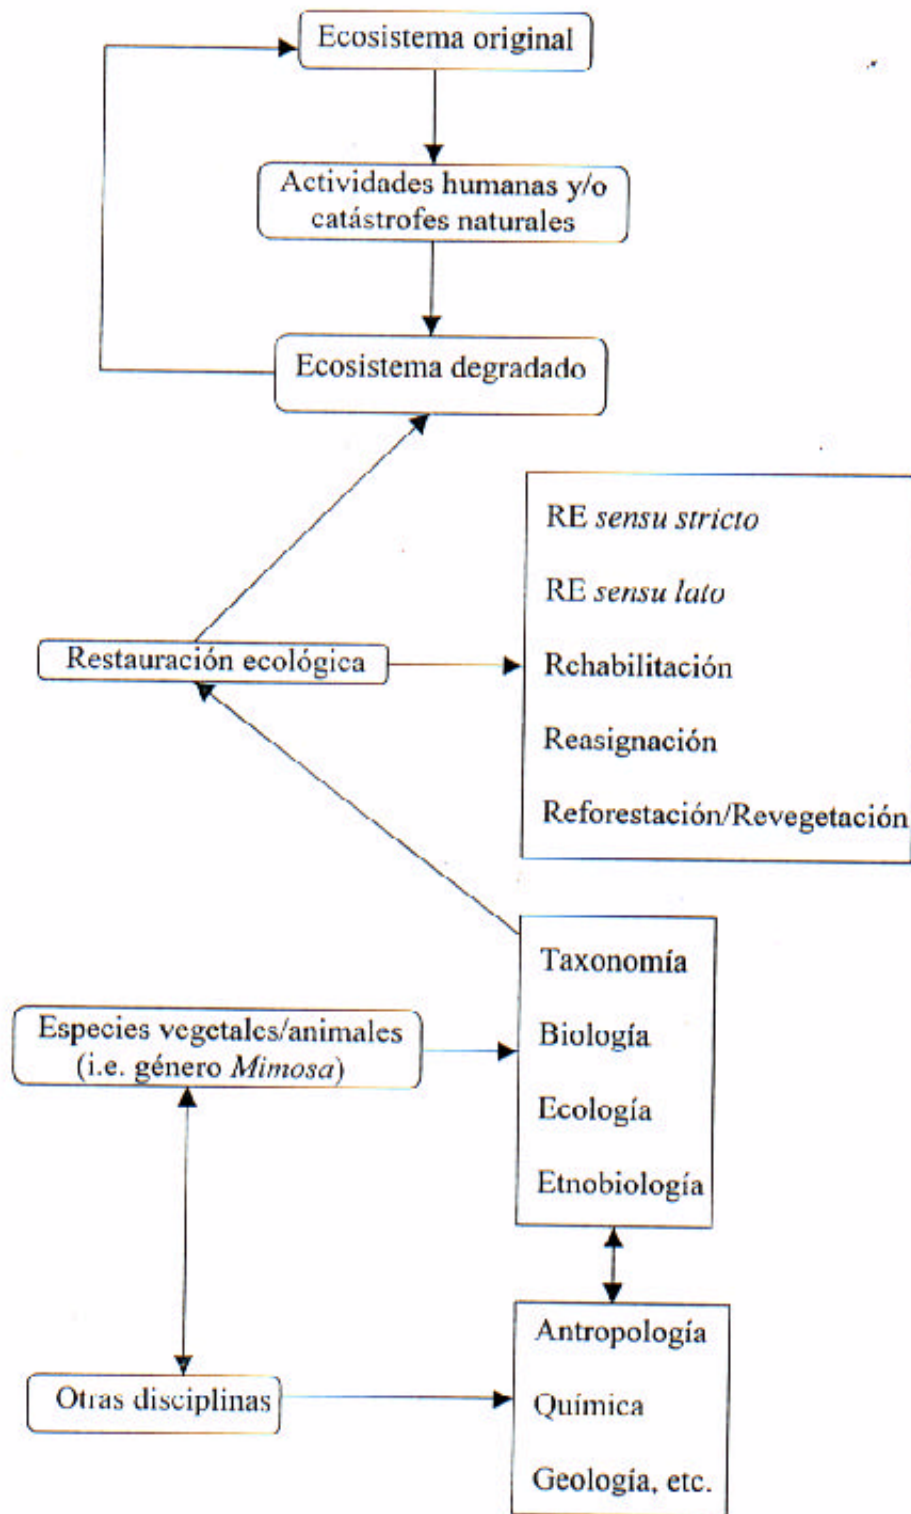 Ecosistema original
Actividades humanas y/o
catástrofes naturales
Ecosistema degradado
RE sensu stricto
RE sensu lato
Restauración ecológica
Rehabilitación
Reasignación
Reforestación/Revegetación
Taxonomía
Especies vegetales/animales
(i.e. género Mimosa)
Biología
Ecología
Etnobiología
Antropología
Otras disciplinas
Química
Geología, etc.